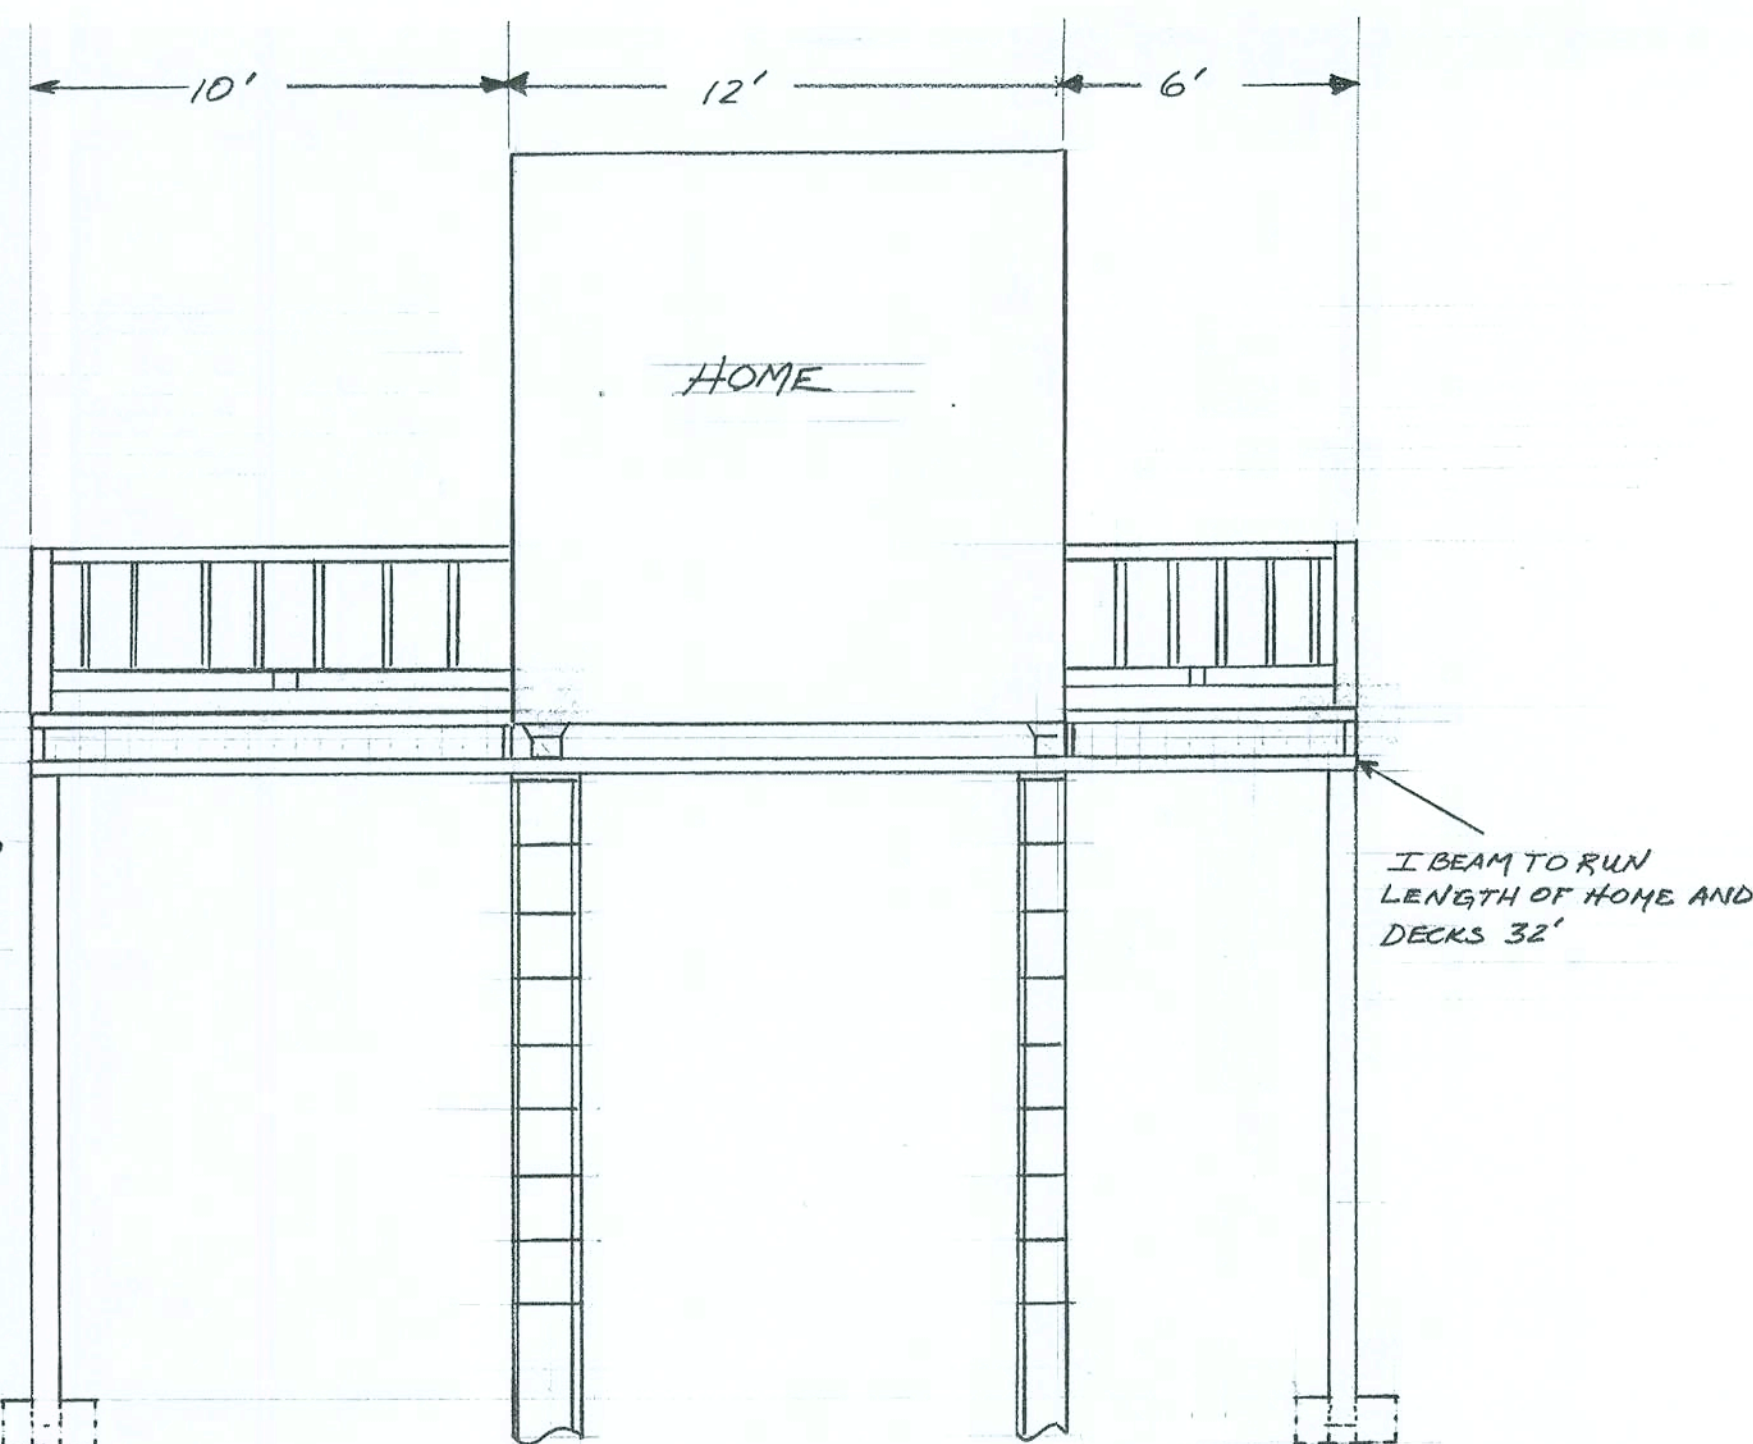 10' 12' 6'
HOME
I BEAM TO RUN
LENGTH OF HOME AND
DECKS 32'